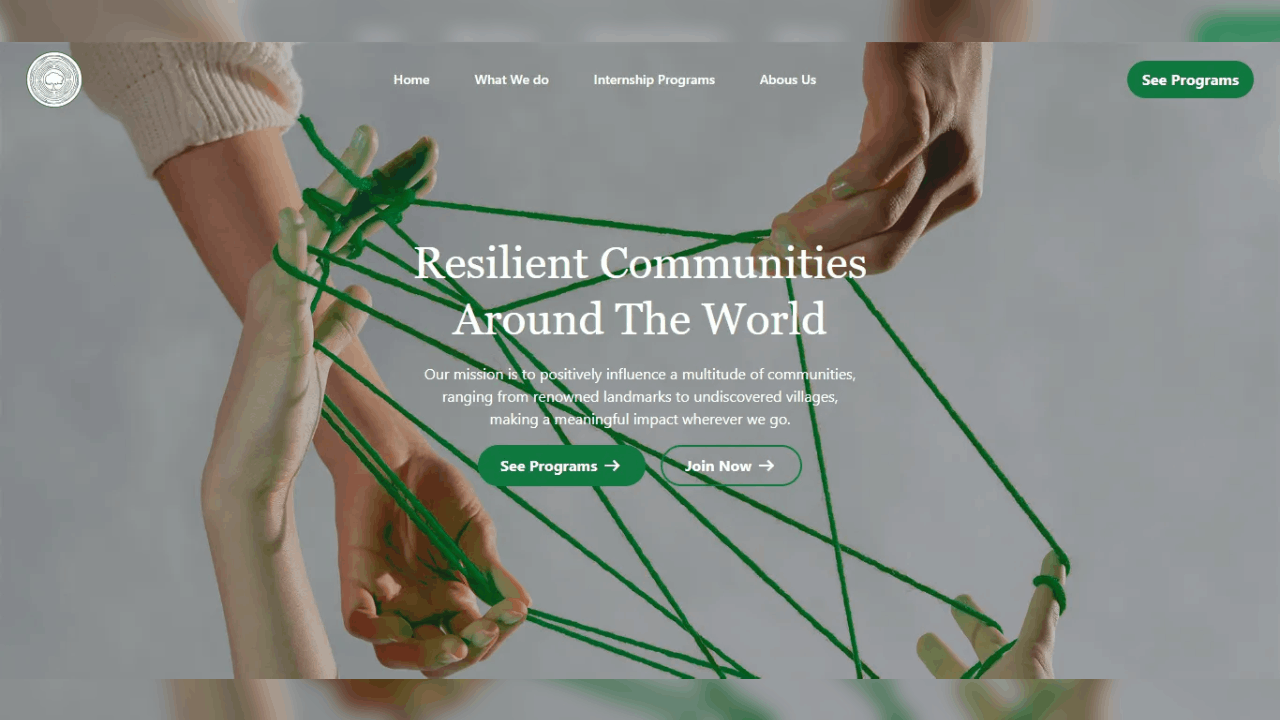 Home
What We do
Internship Programs
Abous Us
See Programs
Resilient Communities
Around The World
Our mission is to positively influence a multitude of communities,
ranging from renowned landmarks to undiscovered villages,
making a meaningful impact wherever we go.
See Programs →
Join Now →